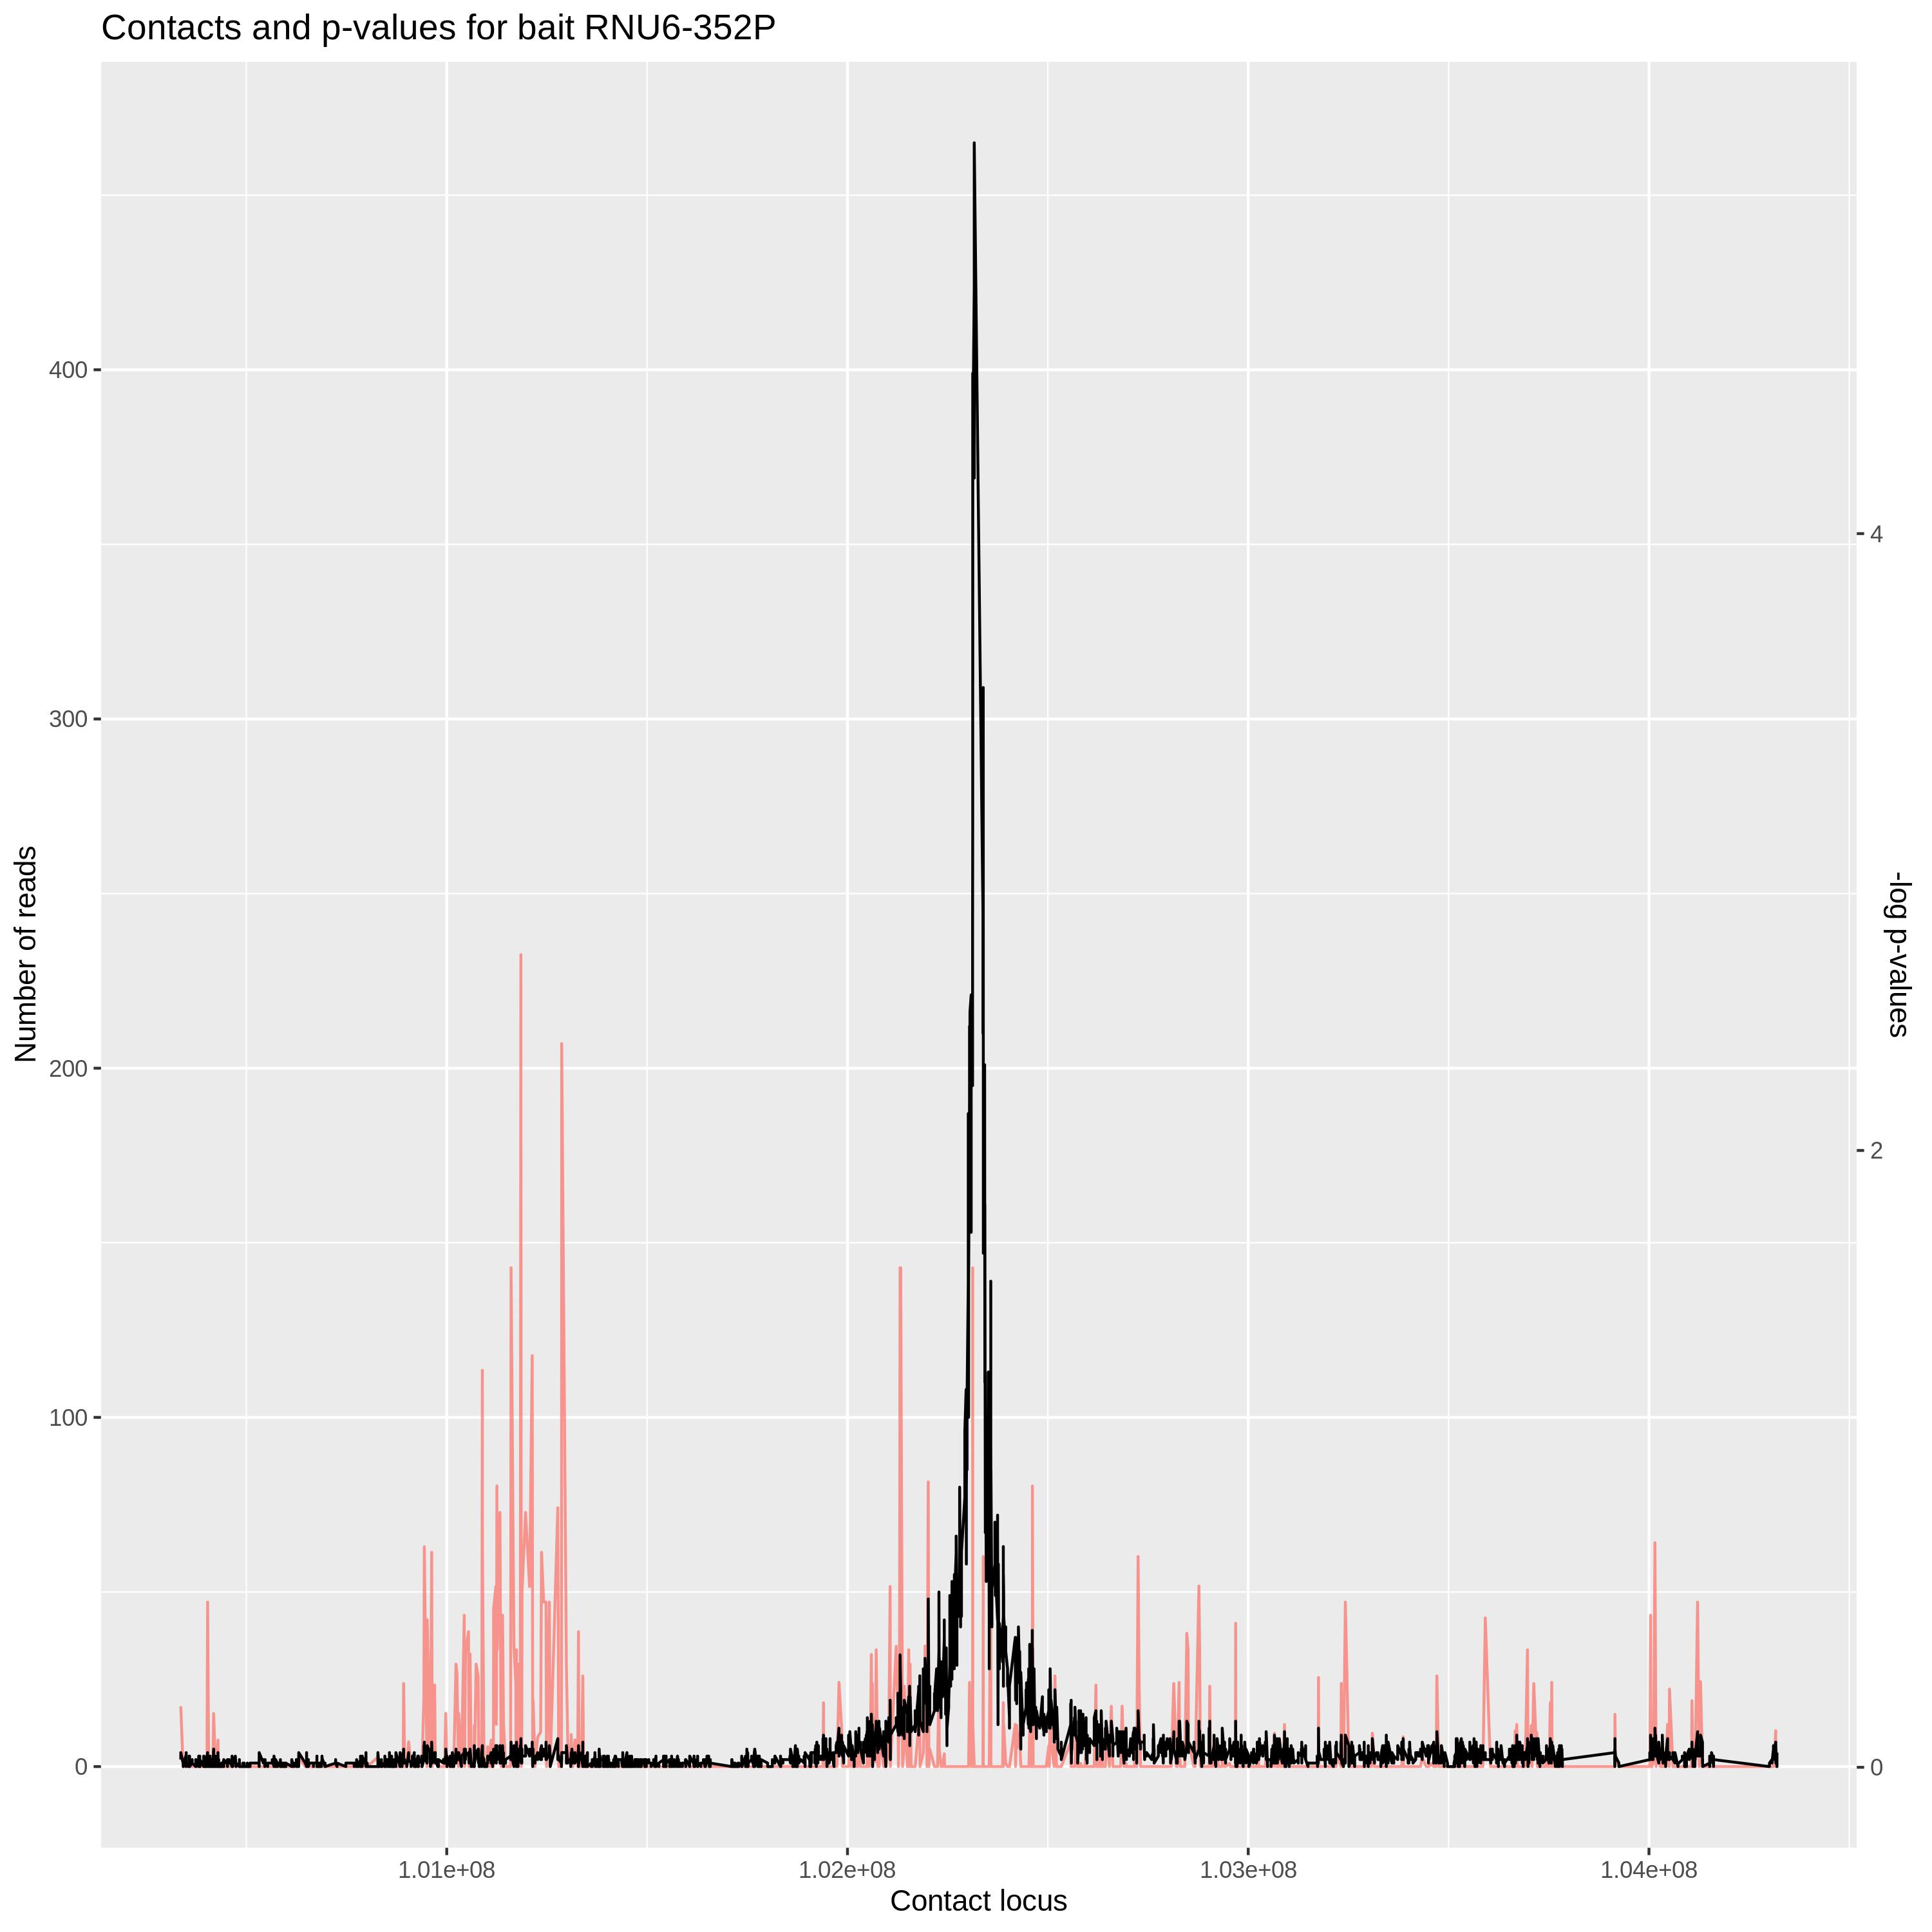 Contacts and p-values for bait RNU6-352P
Number of reads
400
300
200
100
0
4
2
0
-log p-values
1.01e+08 1.02e+08 1.03e+08 1.04e+08
Contact locus